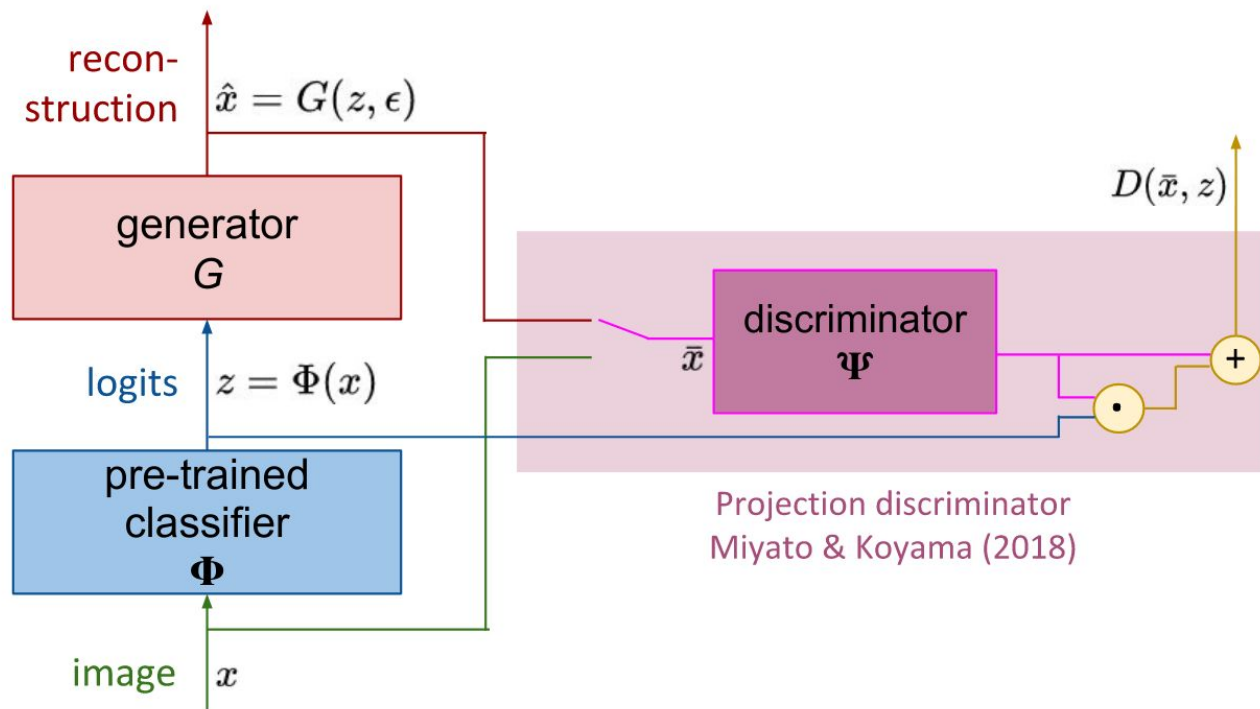 recon-
struction
x̂ = G(z, ϵ)
generator
G
logits
z = Φ(x)
pre-trained
classifier
Φ
image
x
x̄
discriminator
Ψ
·
+
D(x̄, z)
Projection discriminator
Miyato & Koyama (2018)